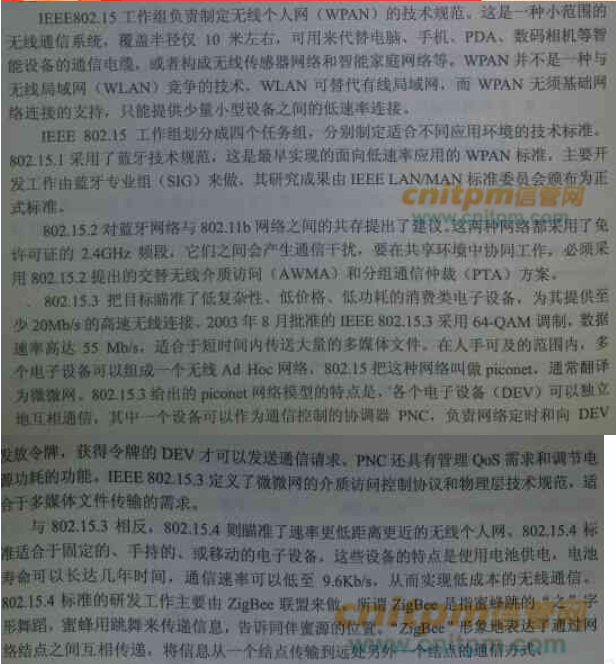 IEEE802.15 工作组负责制定无线个人网（WPAN）的技术规范。这是一种小范围的
无线通信系统，覆盖半径仅 10 米左右，可用来代替电脑、手机、PDA、数码相机等智
能设备的通信电缆，或者构成无线传感器网络和智能家庭网络等。WPAN 并不是一种与
无线局域网（WLAN）竞争的技术，WLAN 可替代有线局域网，而 WPAN 无须基础网
络连接的支持，只能提供少量小型设备之间的低速率连接。
IEEE 802.15 工作组划分成四个任务组，分别制定适合不同应用环境的技术标准。
802.15.1 采用了蓝牙技术规范，这是最早实现的面向低速率应用的 WPAN 标准，主要开
发工作由蓝牙专业组（SIG）来做，其研究成果由 IEEE LAN/MAN 标准委员会颁布为正
式标准。
cnitpm信管网
www.cnitpm.com
802.15.2 对蓝牙网络与 802.11b 网络之间的共存提出了建议。这两种网络都采用了免
许可证的 2.4GHz 频段，它们之间会产生通信干扰，要在共享环境中协同工作，必须采
用 802.15.2 提出的交替无线介质访问（AWMA）和分组通信仲裁（PTA）方案。
802.15.3 把目标瞄准了低复杂性、低价格、低功耗的消费类电子设备，为其提供至
少 20Mb/s 的高速无线连接。2003 年 8 月批准的 IEEE 802.15.3 采用 64-QAM 调制，数据
速率高达 55 Mb/s，适合于短时间内传送大量的多媒体文件。在人手可及的范围内，多
个电子设备可以组成一个无线 Ad Hoc 网络，802.15 把这种网络叫做 piconet，通常翻译
为微微网。802.15.3 给出的 piconet 网络模型的特点是，各个电子设备（DEV）可以独立
地互相通信，其中一个设备可以作为通信控制的协调器 PNC，负责网络定时和向 DEV
发放令牌，获得令牌的 DEV 才可以发送通信请求。PNC 还具有管理 QoS 需求和调节电
源功耗的功能。IEEE 802.15.3 定义了微微网的介质访问控制协议和物理层技术规范，适
合于多媒体文件传输的需求。
与 802.15.3 相反，802.15.4 则瞄准了速率更低距离更近的无线个人网。802.15.4 标
准适合于固定的、手持的、或移动的电子设备，这些设备的特点是使用电池供电，电池
寿命可以长达几年时间，通信速率可以低至 9.6Kb/s，从而实现低成本的无线通信。
802.15.4 标准的研发工作主要由 ZigBee 联盟来做。所谓 ZigBee 是指蜜蜂跳的“之”字
形舞蹈，蜜蜂用跳舞来传递信息，告诉同伴蜜源的位置。ZigBee 形象地表达了通过网
络结点之间互相传递，将信息从一个结点传输到远处另外一个结点的通信方式。
cnitpm信管网
www.cnitpm.com